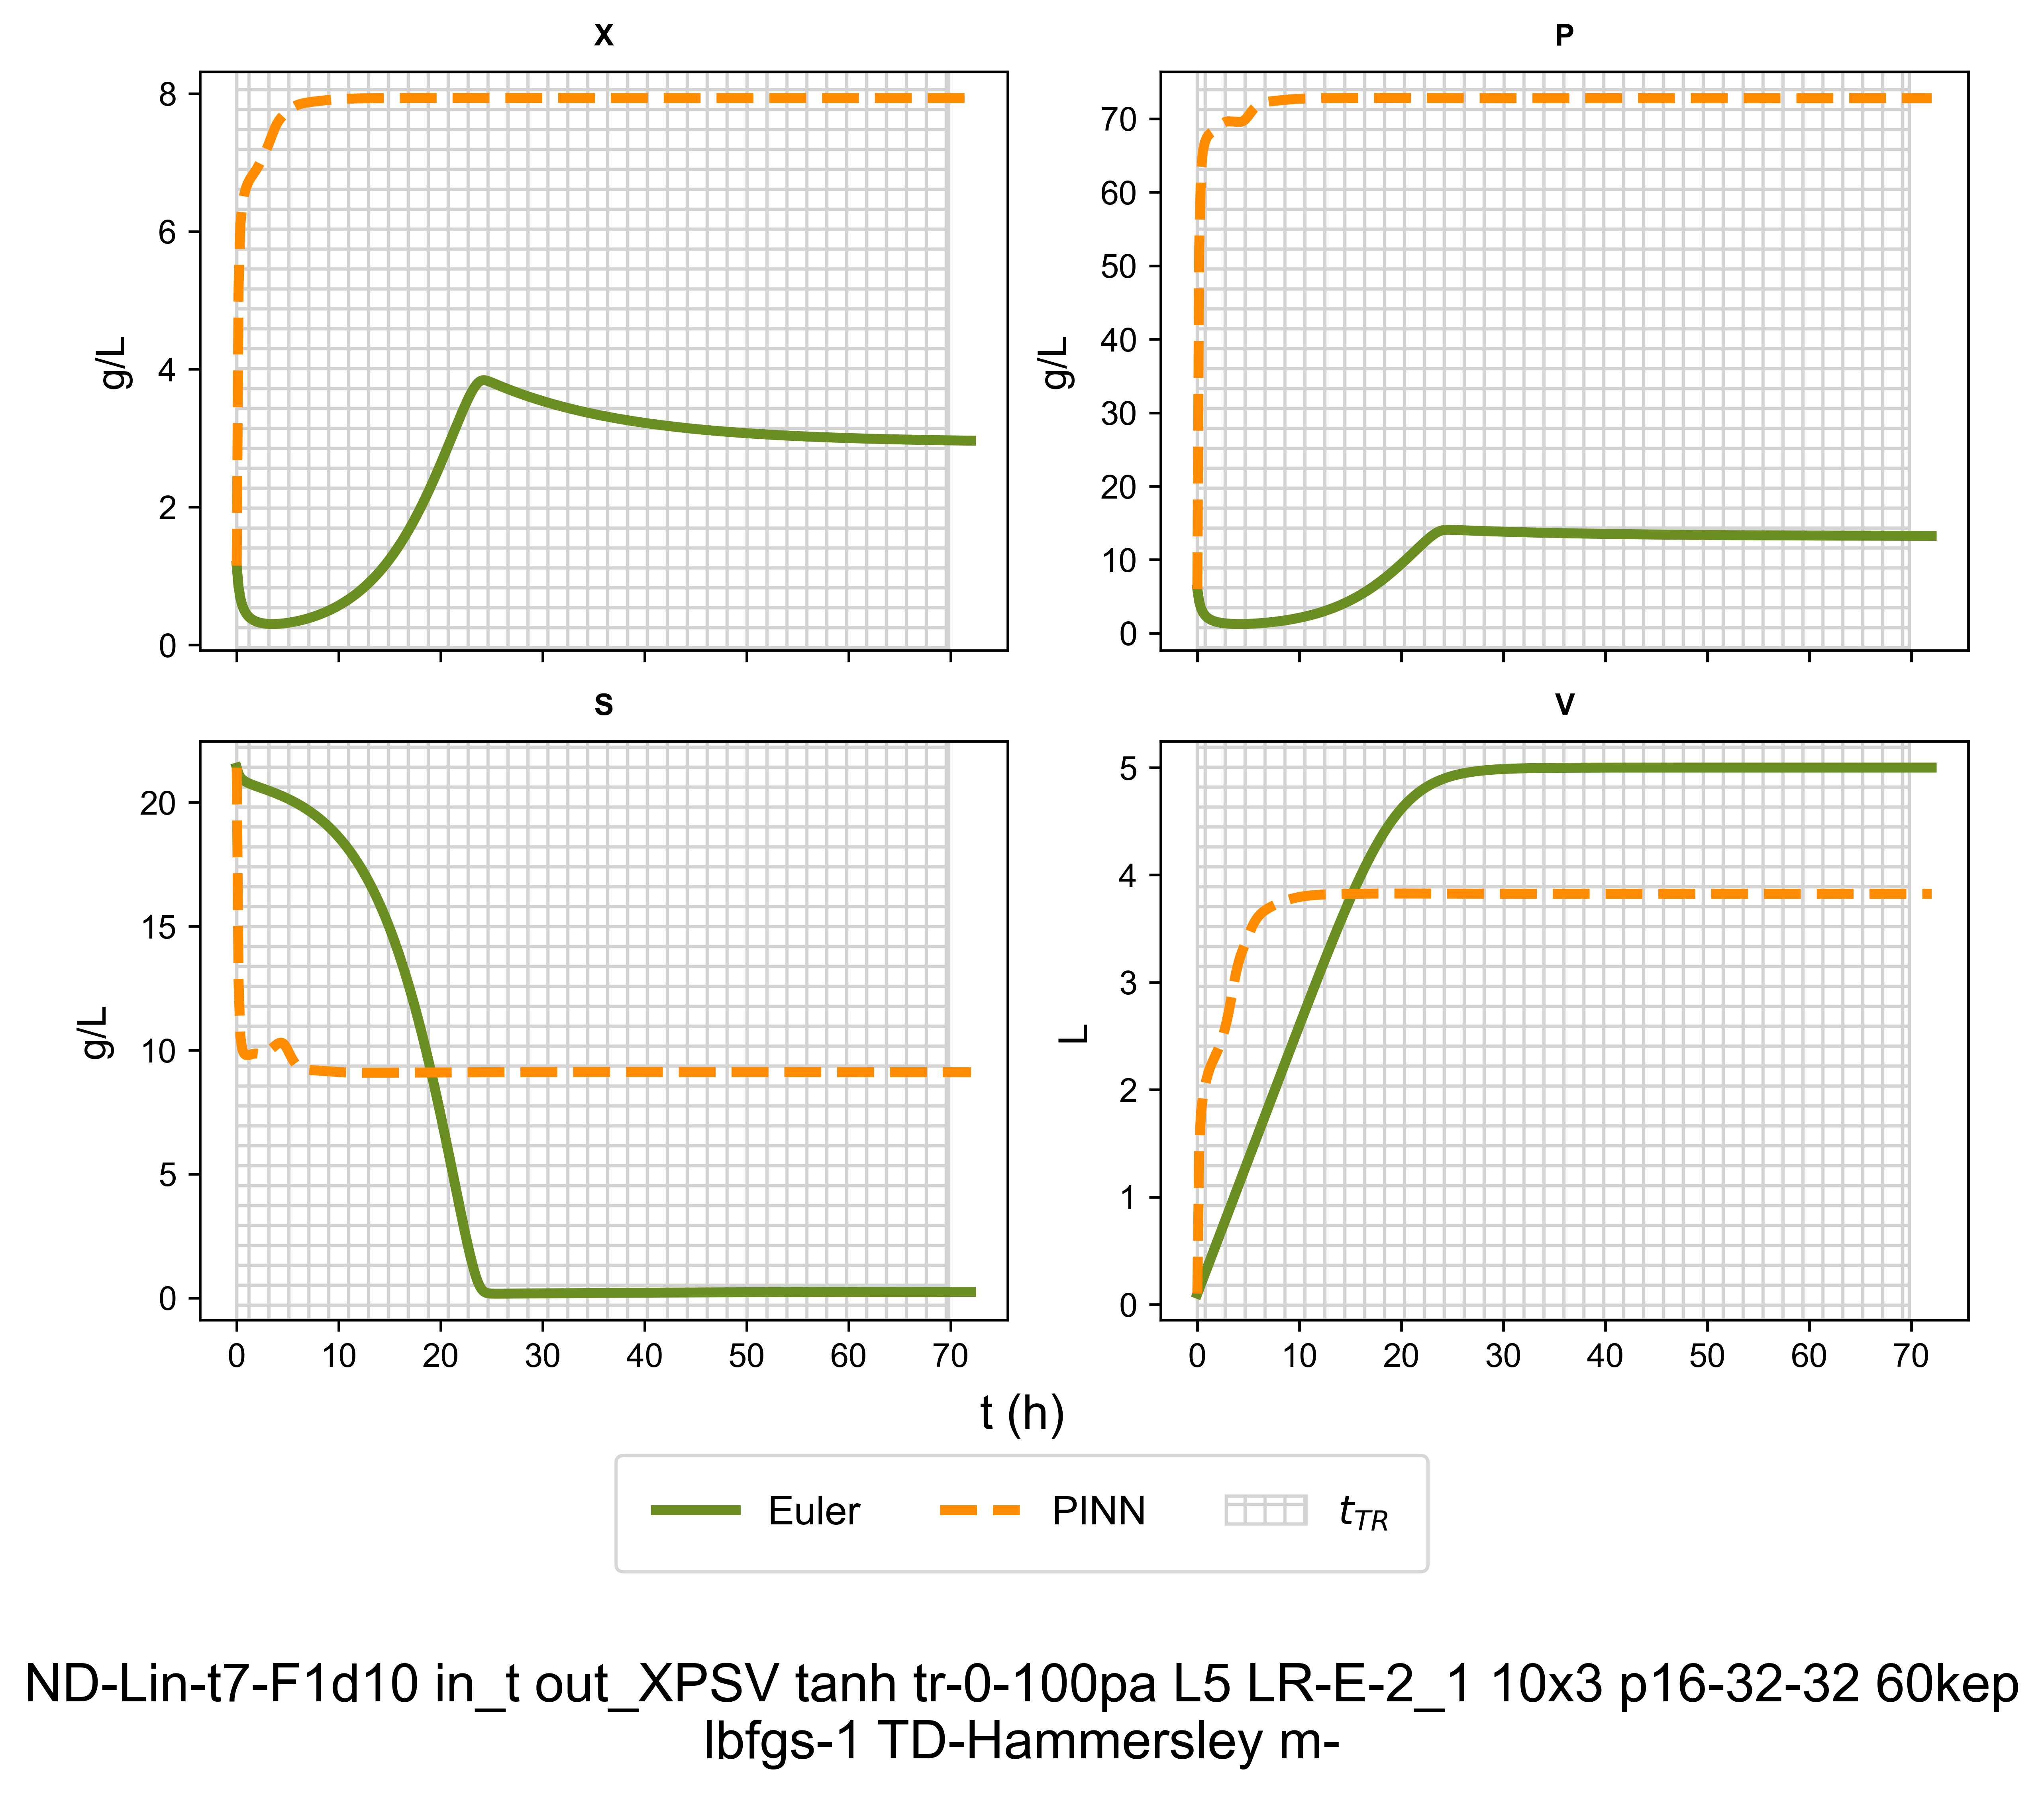 X
P
8
6
4
2
0
g/L
70
60
50
40
30
20
10
0
g/L
S
V
20
15
10
5
0
g/L
0 10 20 30 40 50 60 70
5
4
3
2
1
0
L
0 10 20 30 40 50 60 70
t (h)
Euler PINN t_TR
ND-Lin-t7-F1d10 in_t out_XPSV tanh tr-0-100pa L5 LR-E-2_1 10x3 p16-32-32 60kep
lbfgs-1 TD-Hammersley m-